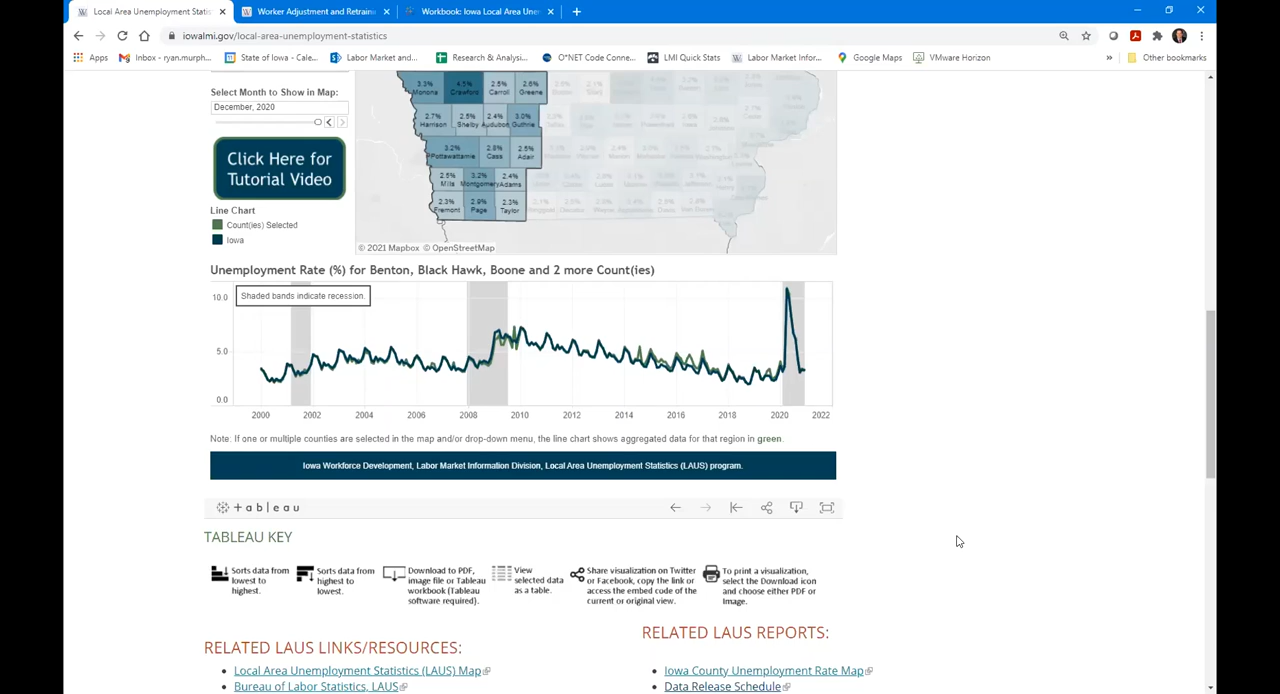 Local Area Unemployment Statis
Worker Adjustment and Retraini
Workbook: Iowa Local Area Une
iowalmi.gov/local-area-unemployment-statistics
Apps
Inbox - ryan.murph...
State of Iowa - Cale...
Labor Market and...
Research & Analysi...
O*NET Code Conne...
LMI Quick Stats
Labor Market Infor...
Google Maps
VMware Horizon
»
Other bookmarks
Select Month to Show in Map:
December, 2020
Click Here for
Tutorial Video
Line Chart
Count(ies) Selected
Iowa
3.3% 4.5% 2.5% 2.6%
Monona Crawford Carroll Greene
2.7% 2.5% 2.4% 3.0%
Harrison Shelby Audubon Guthrie
3.2% 2.8% 2.5%
Pottawattamie Cass Adair
2.5% 3.2% 2.4%
Mills Montgomery Adams
2.3% 2.9% 2.3%
Fremont Page Taylor
© 2021 Mapbox © OpenStreetMap
Unemployment Rate (%) for Benton, Black Hawk, Boone and 2 more Count(ies)
Shaded bands indicate recession.
10.0
5.0
0.0
2000 2002 2004 2006 2008 2010 2012 2014 2016 2018 2020 2022
Note: If one or multiple counties are selected in the map and/or drop-down menu, the line chart shows aggregated data for that region in green.
Iowa Workforce Development, Labor Market Information Division, Local Area Unemployment Statistics (LAUS) program.
+ a b | e a u
TABLEAU KEY
Sorts data from
lowest to
highest.
Sorts data from
highest to
lowest.
Download to PDF,
image file or Tableau
workbook (Tableau
software required).
View
selected data
as a table.
Share visualization on Twitter
or Facebook, copy the link or
access the embed code of the
current or original view.
To print a visualization,
select the Download icon
and choose either PDF or
Image.
RELATED LAUS LINKS/RESOURCES:
Local Area Unemployment Statistics (LAUS) Map
Bureau of Labor Statistics, LAUS
RELATED LAUS REPORTS:
Iowa County Unemployment Rate Map
Data Release Schedule